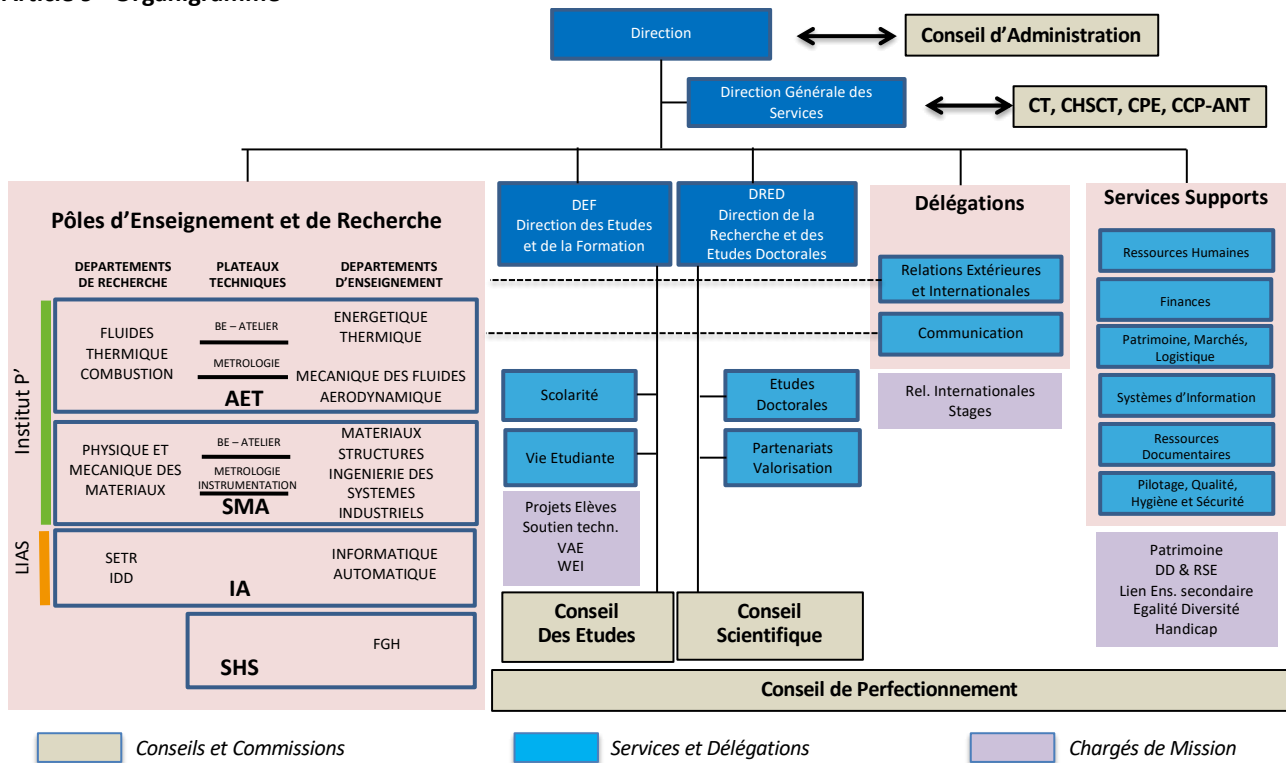 Direction
Conseil d'Administration
Direction Générale des
Services
CT, CHSCT, CPE, CCP-ANT
Pôles d'Enseignement et de Recherche
DEPARTEMENTS
DE RECHERCHE
PLATEAUX
TECHNIQUES
DEPARTEMENTS
D'ENSEIGNEMENT
Institut P'
FLUIDES
THERMIQUE
COMBUSTION
BE – ATELIER
METROLOGIE
AET
ENERGETIQUE
THERMIQUE
MECANIQUE DES FLUIDES
AERODYNAMIQUE
PHYSIQUE ET
MECANIQUE DES
MATERIAUX
BE – ATELIER
METROLOGIE
INSTRUMENTATION
SMA
MATERIAUX
STRUCTURES
INGENIERIE DES
SYSTEMES
INDUSTRIELS
LIAS
SETR
IDD
IA
INFORMATIQUE
AUTOMATIQUE
SHS
FGH
DEF
Direction des Etudes
et de la Formation
Scolarité
Vie Etudiante
Projets Elèves
Soutien techn.
VAE
WEI
Conseil
Des Etudes
DRED
Direction de la
Recherche et des
Etudes Doctorales
Etudes
Doctorales
Partenariats
Valorisation
Conseil
Scientifique
Délégations
Relations Extérieures
et Internationales
Communication
Rel. Internationales
Stages
Services Supports
Ressources Humaines
Finances
Patrimoine, Marchés,
Logistique
Systèmes d'Information
Ressources
Documentaires
Pilotage, Qualité,
Hygiène et Sécurité
Patrimoine
DD & RSE
Lien Ens. secondaire
Egalité Diversité
Handicap
Conseil de Perfectionnement
Conseils et Commissions
Services et Délégations
Chargés de Mission